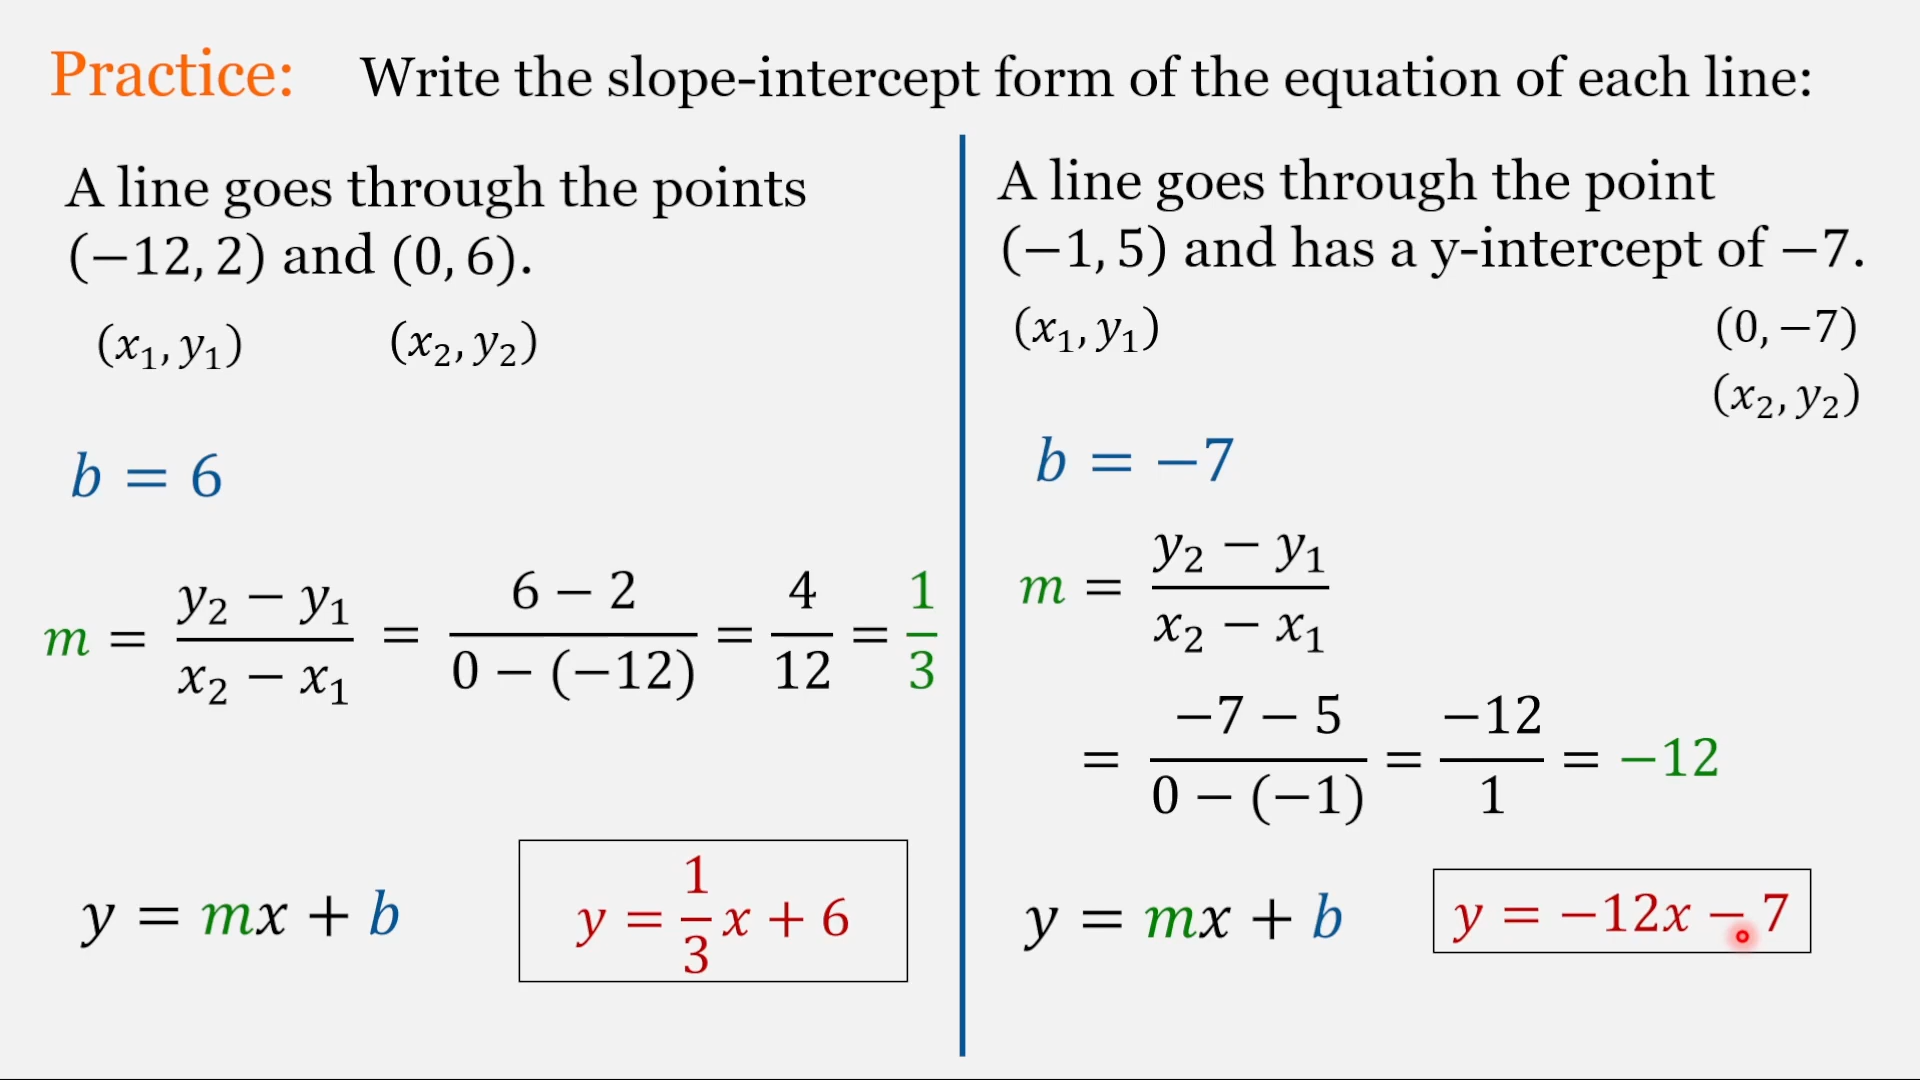 Practice: Write the slope-intercept form of the equation of each line:
A line goes through the points
(−12, 2) and (0, 6).
(x₁, y₁) (x₂, y₂)
b = 6
m = (y₂ − y₁)/(x₂ − x₁) = (6 − 2)/(0 − (−12)) = 4/12 = 1/3
y = mx + b
y = 1/3 x + 6
A line goes through the point
(−1, 5) and has a y-intercept of −7.
(x₁, y₁) (0, −7)
(x₂, y₂)
b = −7
m = (y₂ − y₁)/(x₂ − x₁)
= (−7 − 5)/(0 − (−1)) = −12/1 = −12
y = mx + b
y = −12x − 7